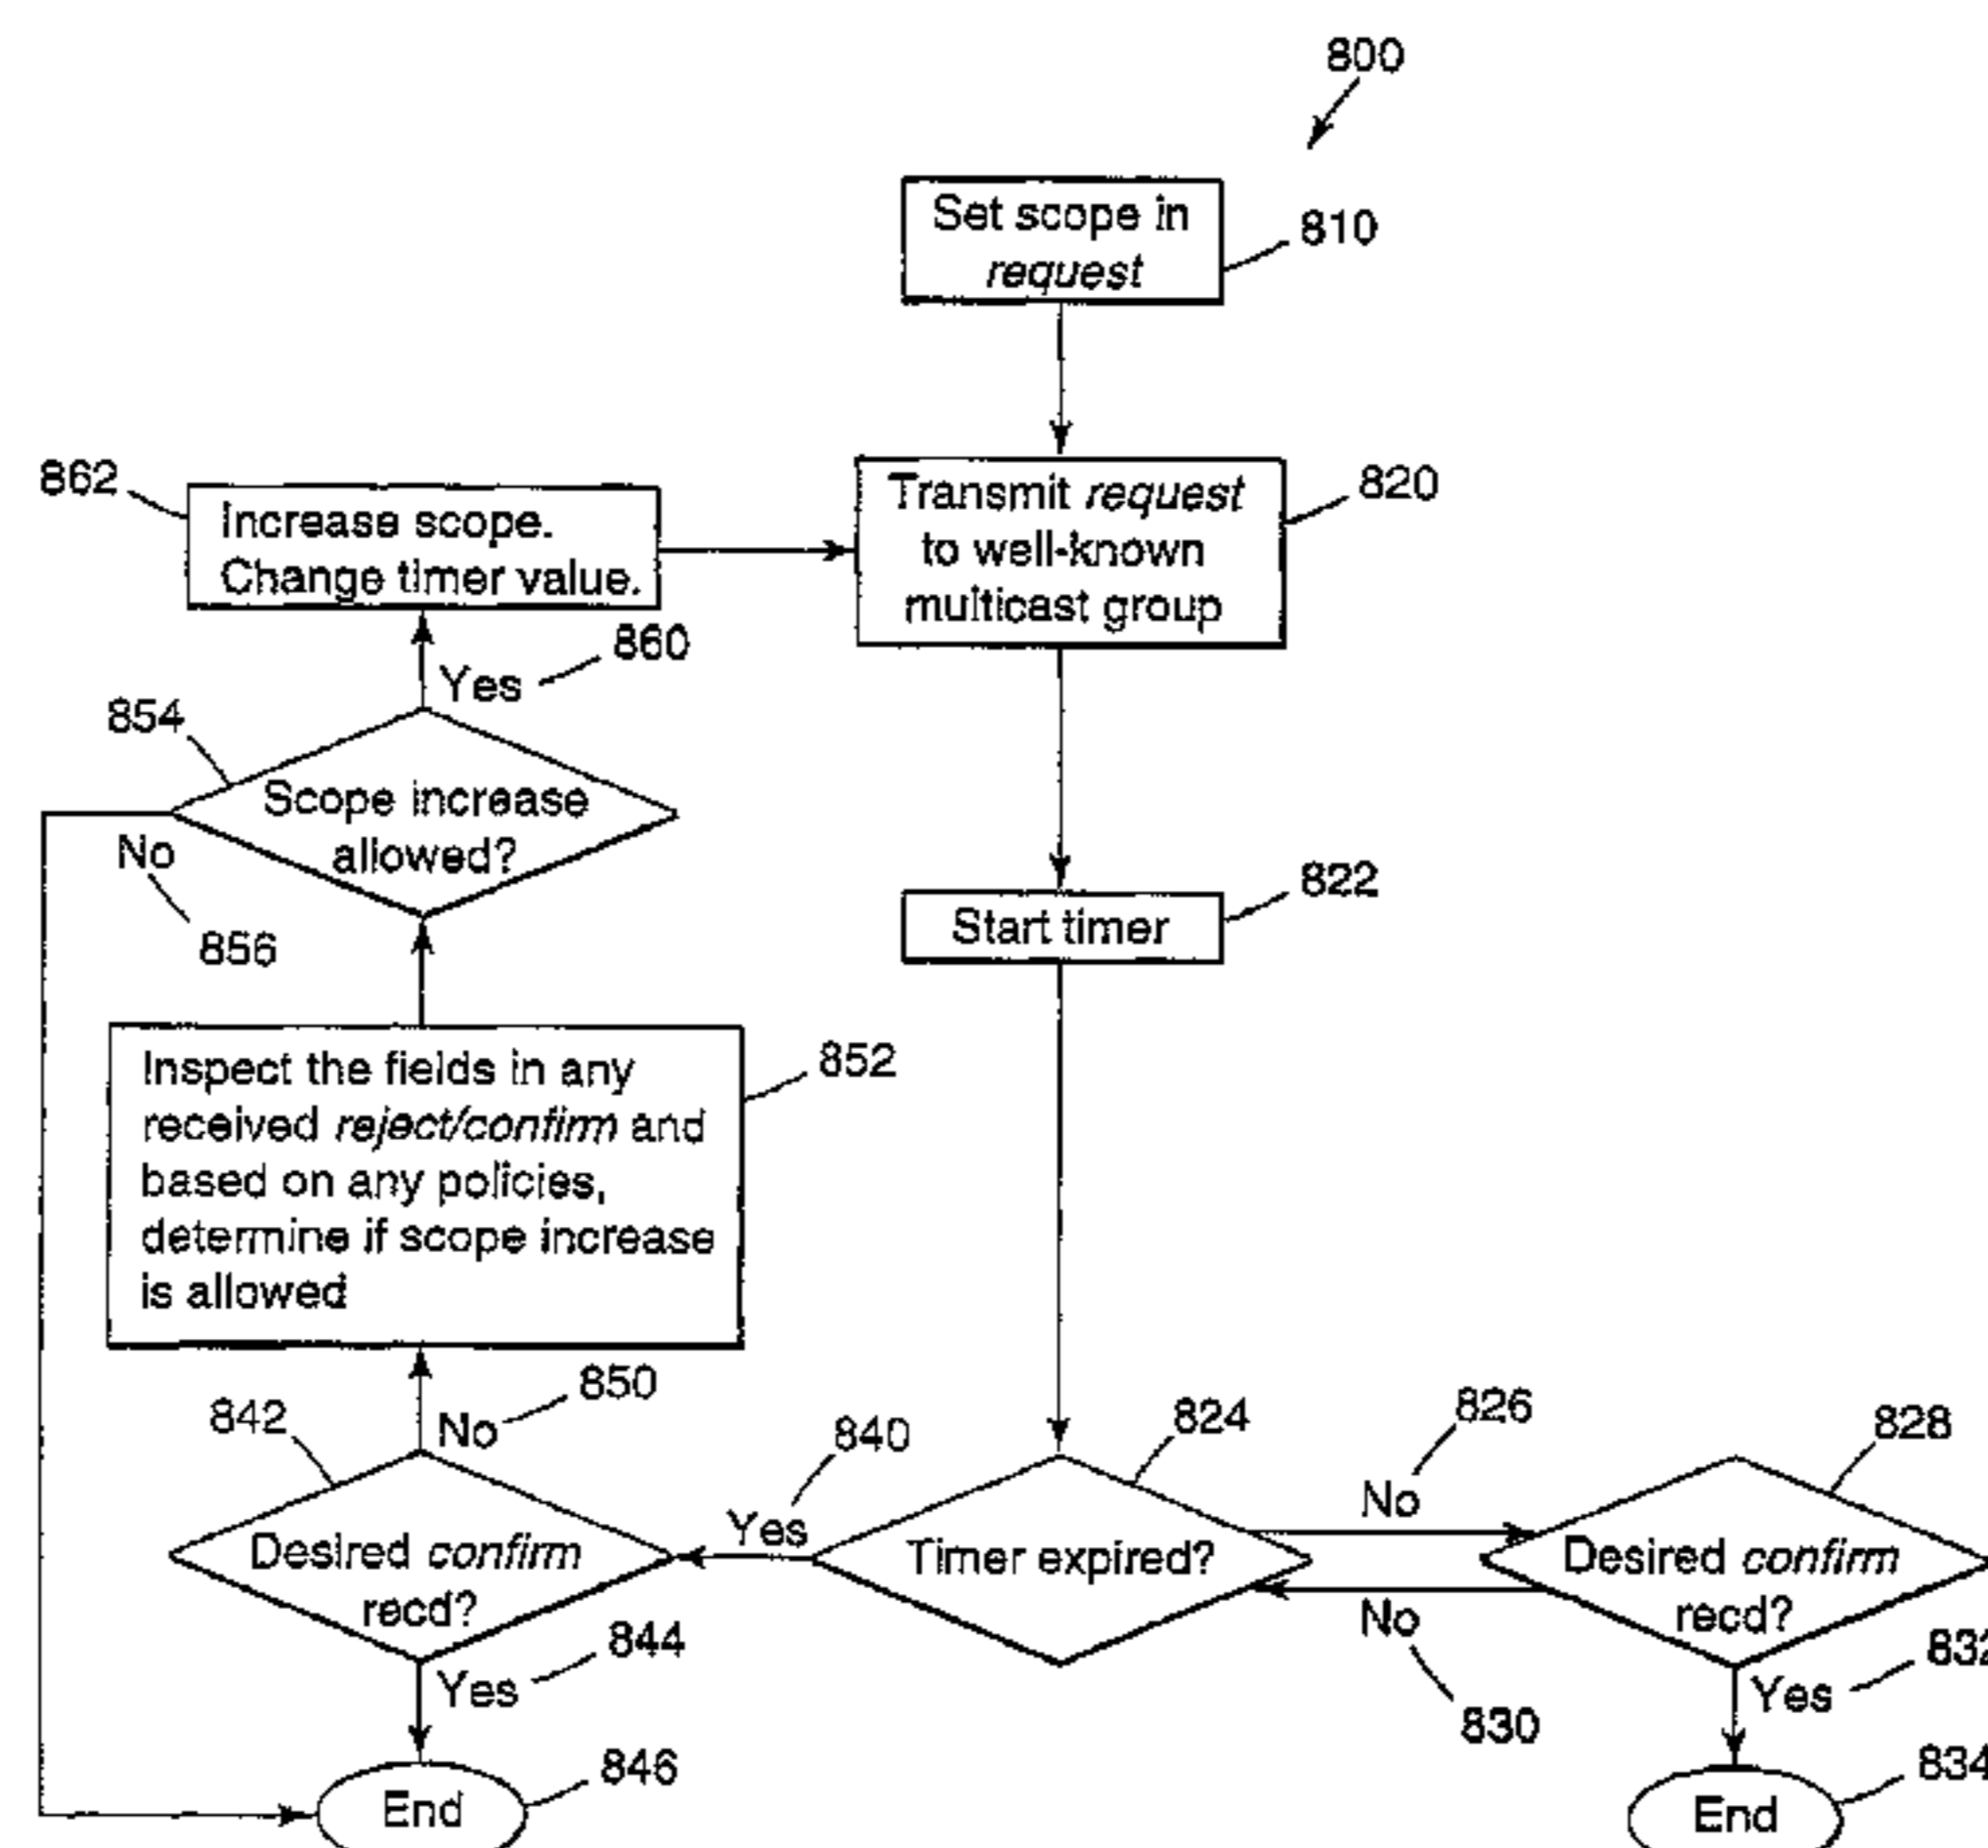 800
Set scope in
request
810
862
Increase scope.
Change timer value.
Transmit request
to well-known
multicast group
820
860
Yes
854
Scope increase
allowed?
No
856
Start timer
822
Inspect the fields in any
received reject/confirm and
based on any policies,
determine if scope increase
is allowed
852
850
No
842
Desired confirm
recd?
840
Yes
824
Timer expired?
826
No
828
Desired confirm
recd?
No
830
844
Yes
832
Yes
846
End
834
End